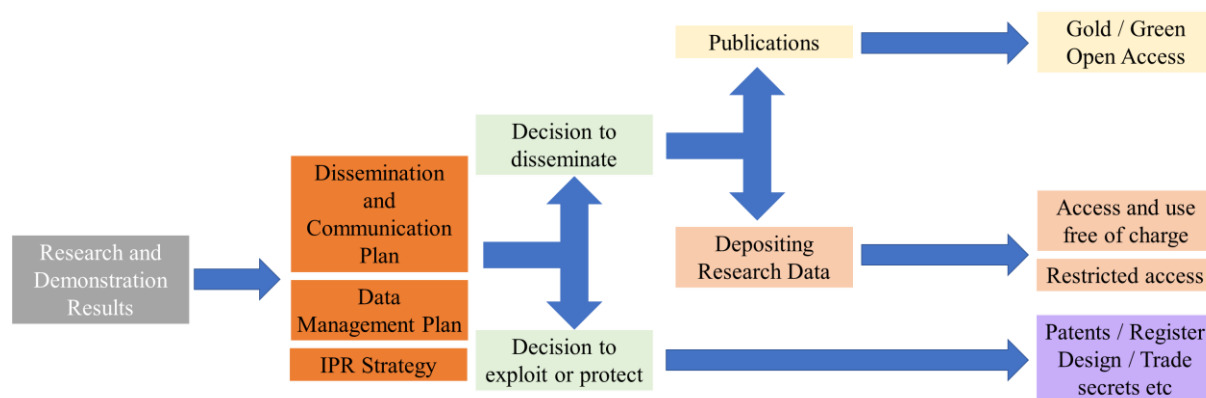 Research and
Demonstration
Results
Dissemination
and
Communication
Plan
Data
Management Plan
IPR Strategy
Decision to
disseminate
Decision to
exploit or protect
Publications
Depositing
Research Data
Gold / Green
Open Access
Access and use
free of charge
Restricted access
Patents / Register
Design / Trade
secrets etc